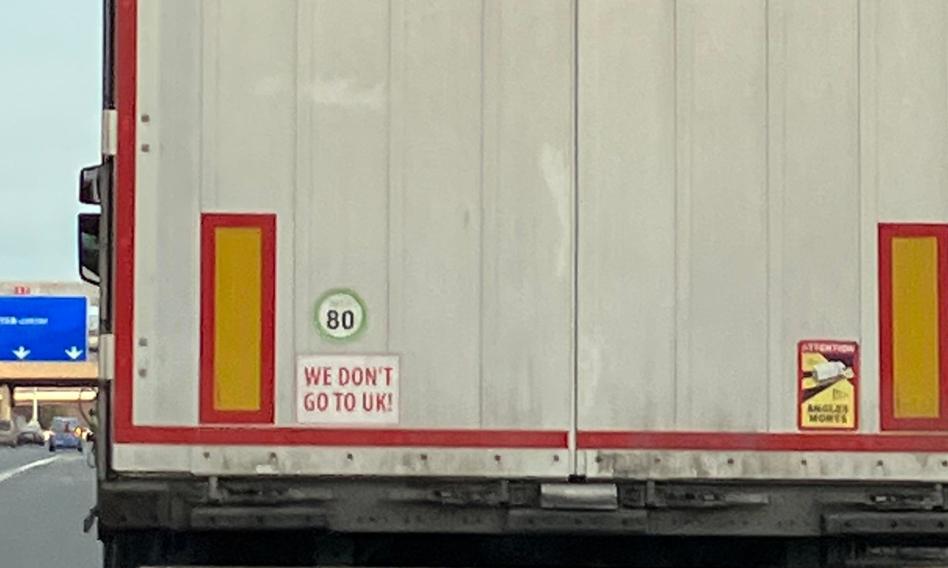 80
WE DON'T
GO TO UK!
ATTENTION
ANGLES
MORTS